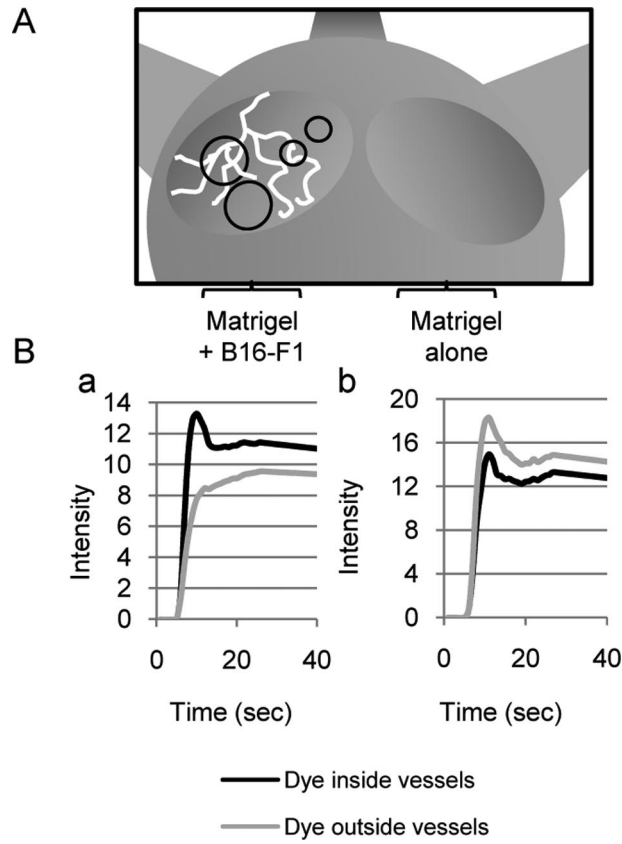 A
Matrigel
+ B16-F1
Matrigel
alone
B
a
14
12
10
8
6
4
2
0
Intensity
0 20 40
Time (sec)
b
20
16
12
8
4
0
Intensity
0 20 40
Time (sec)
Dye inside vessels
Dye outside vessels